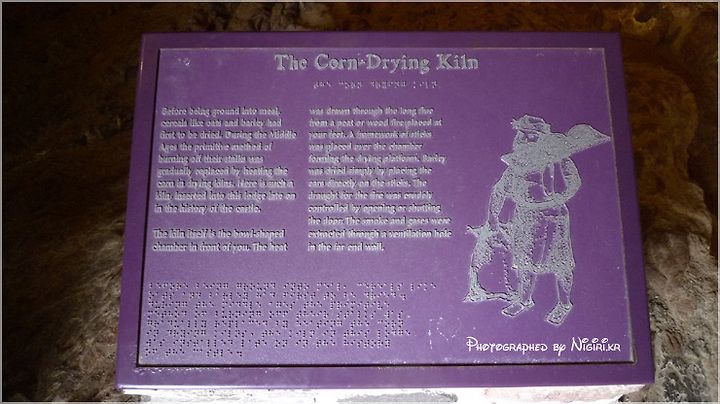 The Corn-Drying Kiln
Before being ground into meal,
cereals like oats and barley had
first to be dried. During the Middle
Ages the primitive method of
burning off their stalks was
gradually replaced by heating the
corn in drying kilns. Here is such a
kiln inserted into this lodge late on
in the history of the castle.
The kiln itself is the bowl-shaped
chamber in front of you. The heat
was drawn through the long flue
from a peat or wood fire placed at
your feet. A framework of sticks
was placed over the chamber
forming the drying platform. Barley
was dried simply by placing the
ears directly on the sticks. The
draught for the fire was crudely
controlled by opening or shutting
the door. The smoke and gases were
extracted through a ventilation hole
in the far end wall.
Photographed by Nigiri.kr